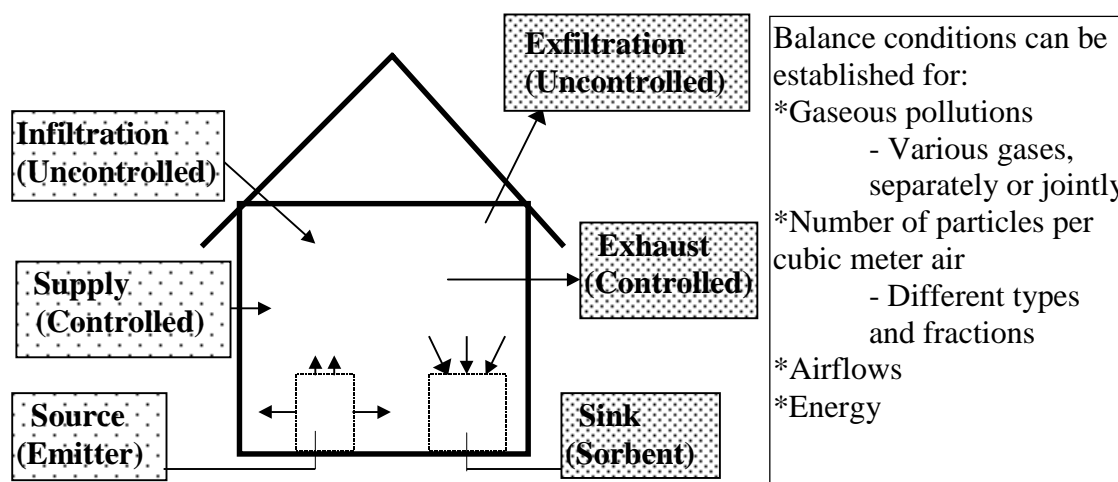 Exfiltration
(Uncontrolled)
Infiltration
(Uncontrolled)
Supply
(Controlled)
Exhaust
(Controlled)
Source
(Emitter)
Sink
(Sorbent)
Balance conditions can be
established for:
*Gaseous pollutions
- Various gases,
separately or jointly
*Number of particles per
cubic meter air
- Different types
and fractions
*Airflows
*Energy